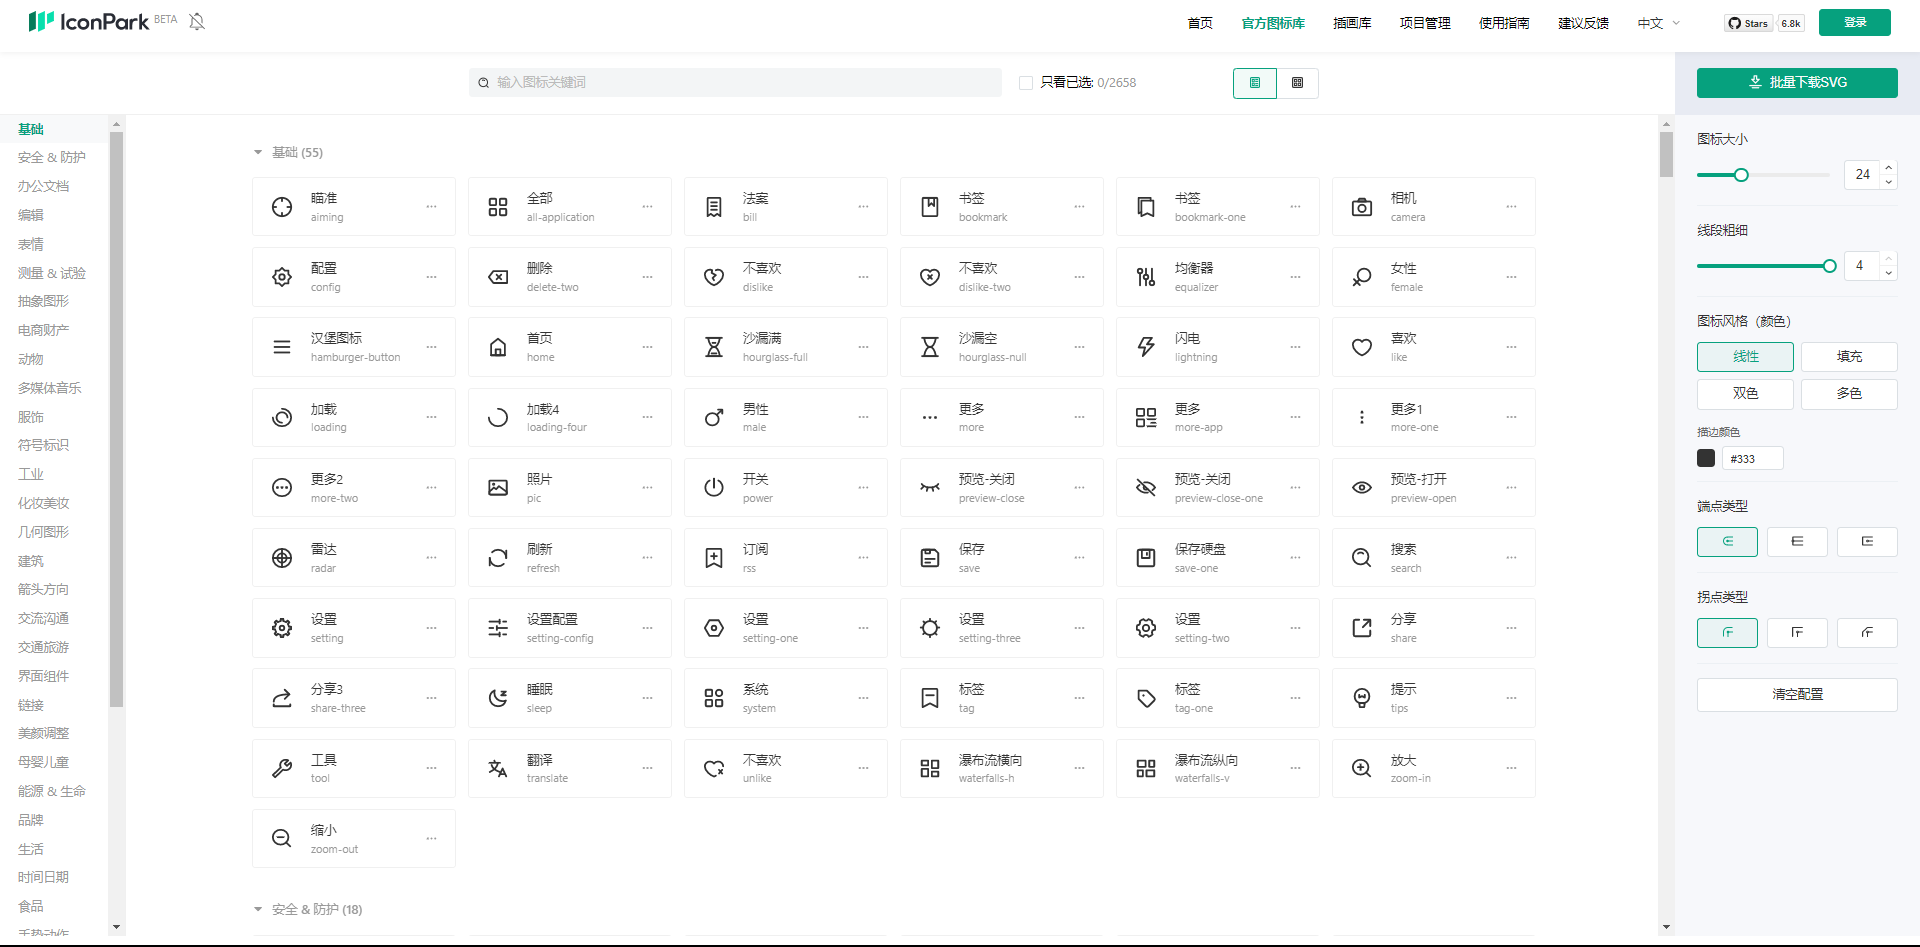 IconPark BETA
首页 官方图标库 插画库 项目管理 使用指南 建议反馈 中文 Stars 6.8k 登录
输入图标关键词 只看已选: 0/2658 批量下载SVG
基础
安全 & 防护
办公文档
编辑
表情
测量 & 试验
抽象图形
电商财产
动物
多媒体音乐
服饰
符号标识
工业
化妆美妆
几何图形
建筑
箭头方向
交流沟通
交通旅游
界面组件
链接
美颜调整
母婴儿童
能源 & 生命
品牌
生活
时间日期
食品
手势动作
基础 (55)
瞄准 全部 法案 书签 书签 相机
aiming all-application bill bookmark bookmark-one camera
配置 删除 不喜欢 不喜欢 均衡器 女性
config delete-two dislike dislike-two equalizer female
汉堡图标 首页 沙漏满 沙漏空 闪电 喜欢
hamburger-button home hourglass-full hourglass-null lightning like
加载 加载4 男性 更多 更多 更多1
loading loading-four male more more-app more-one
更多2 照片 开关 预览-关闭 预览-关闭 预览-打开
more-two pic power preview-close preview-close-one preview-open
雷达 刷新 订阅 保存 保存硬盘 搜索
radar refresh rss save save-one search
设置 设置配置 设置 设置 设置 分享
setting setting-config setting-one setting-three setting-two share
分享3 睡眠 系统 标签 标签 提示
share-three sleep system tag tag-one tips
工具 翻译 不喜欢 瀑布流横向 瀑布流纵向 放大
tool translate unlike waterfalls-h waterfalls-v zoom-in
缩小
zoom-out
安全 & 防护 (18)
图标大小
24
线段粗细
4
图标风格（颜色）
线性 填充
双色 多色
描边颜色
#333
端点类型
拐点类型
清空配置